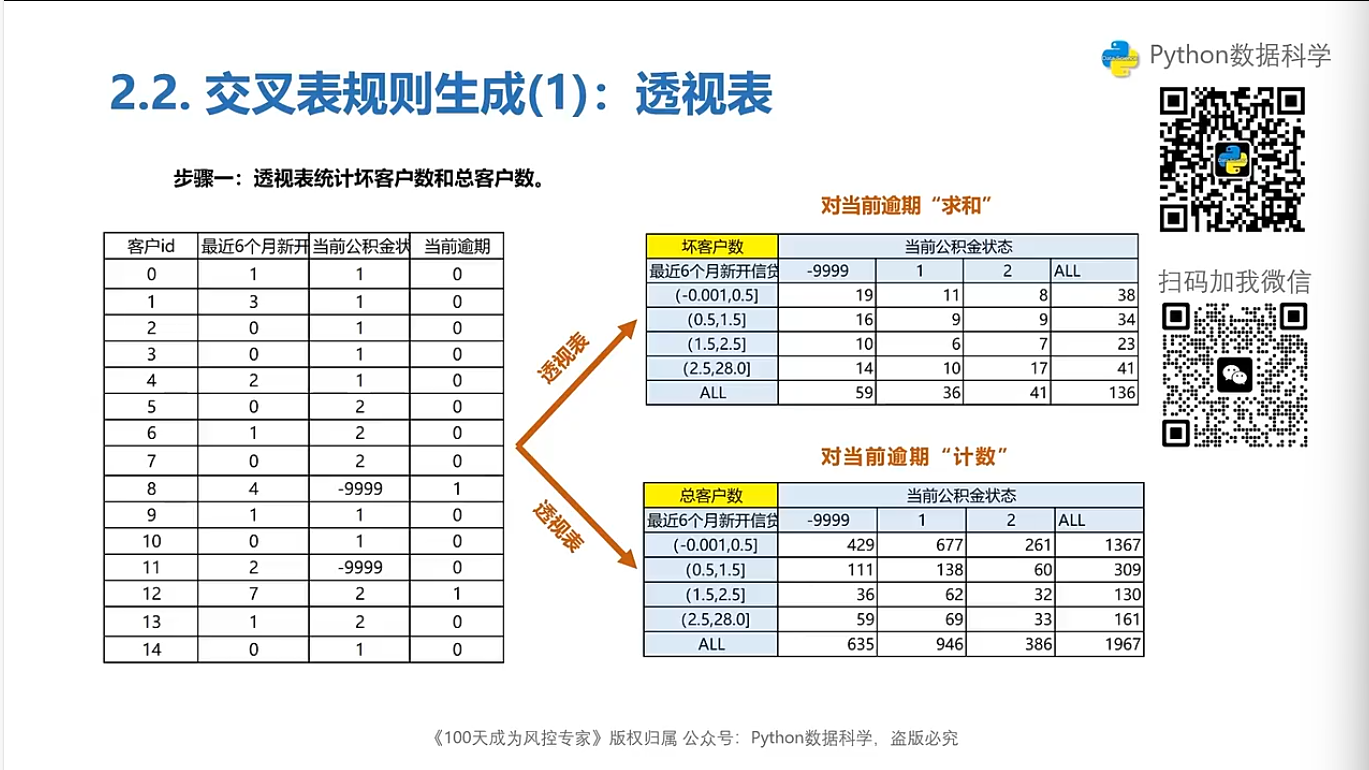 Python数据科学
2.2. 交叉表规则生成(1)：透视表
步骤一：透视表统计坏客户数和总客户数。
客户id 最近6个月新开 当前公积金状 当前逾期
0 1 1 0
1 3 1 0
2 0 1 0
3 0 1 0
4 2 1 0
5 0 2 0
6 1 2 0
7 0 2 0
8 4 -9999 1
9 1 1 0
10 0 1 0
11 2 -9999 0
12 7 2 1
13 1 2 0
14 0 1 0
透视表
透视表
对当前逾期“求和”
坏客户数 当前公积金状态
最近6个月新开信贷 -9999 1 2 ALL
(-0.001,0.5] 19 11 8 38
(0.5,1.5] 16 9 9 34
(1.5,2.5] 10 6 7 23
(2.5,28.0] 14 10 17 41
ALL 59 36 41 136
对当前逾期“计数”
总客户数 当前公积金状态
最近6个月新开信贷 -9999 1 2 ALL
(-0.001,0.5] 429 677 261 1367
(0.5,1.5] 111 138 60 309
(1.5,2.5] 36 62 32 130
(2.5,28.0] 59 69 33 161
ALL 635 946 386 1967
扫码加我微信
《100天成为风控专家》版权归属 公众号：Python数据科学，盗版必究